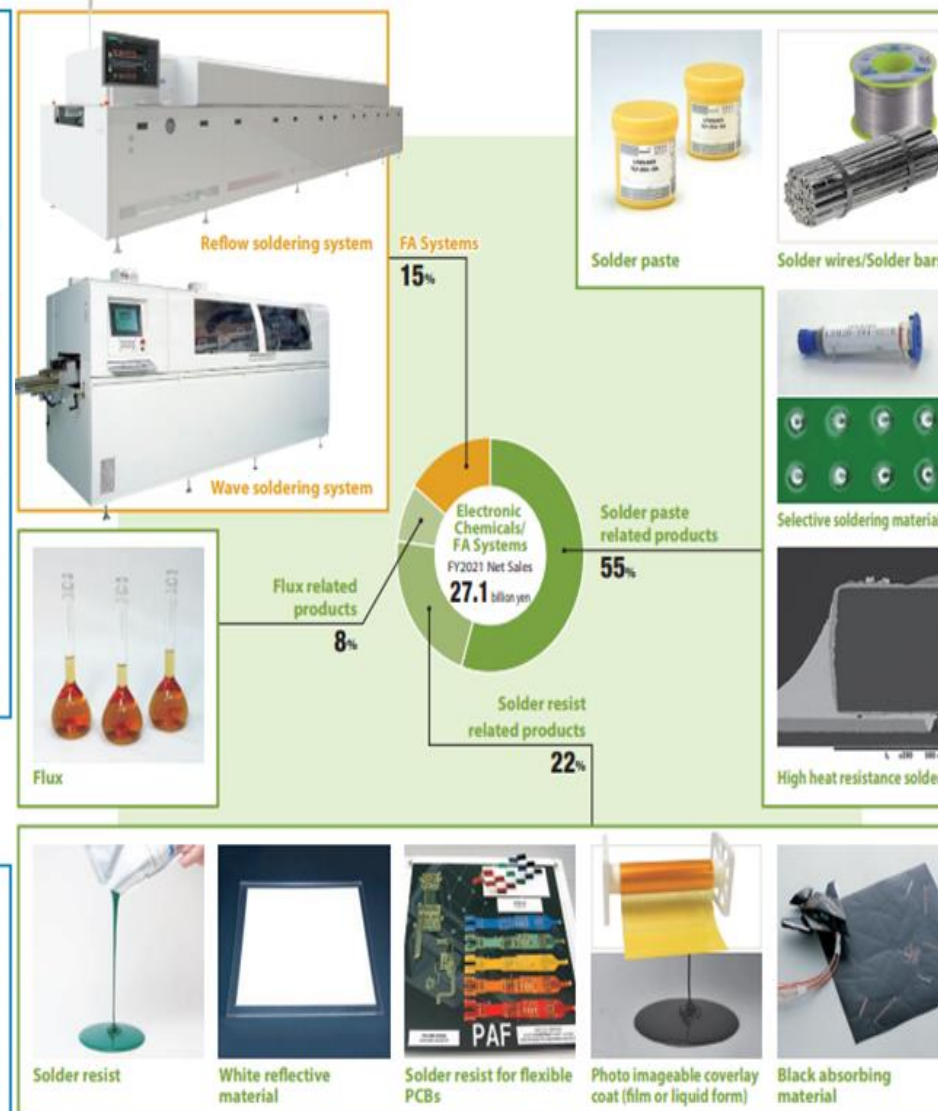 Reflow soldering system
FA Systems
15%
Wave soldering system
Solder paste
Solder wires/Solder bars
Selective soldering material
High heat resistance solder
Electronic
Chemicals/
FA Systems
FY2021 Net Sales
27.1 billion yen
Solder paste
related products
55%
Flux related
products
8%
Flux
Solder resist
related products
22%
PAF
Solder resist
White reflective
material
Solder resist for flexible
PCBs
Photo imageable coverlay
coat (film or liquid form)
Black absorbing
material